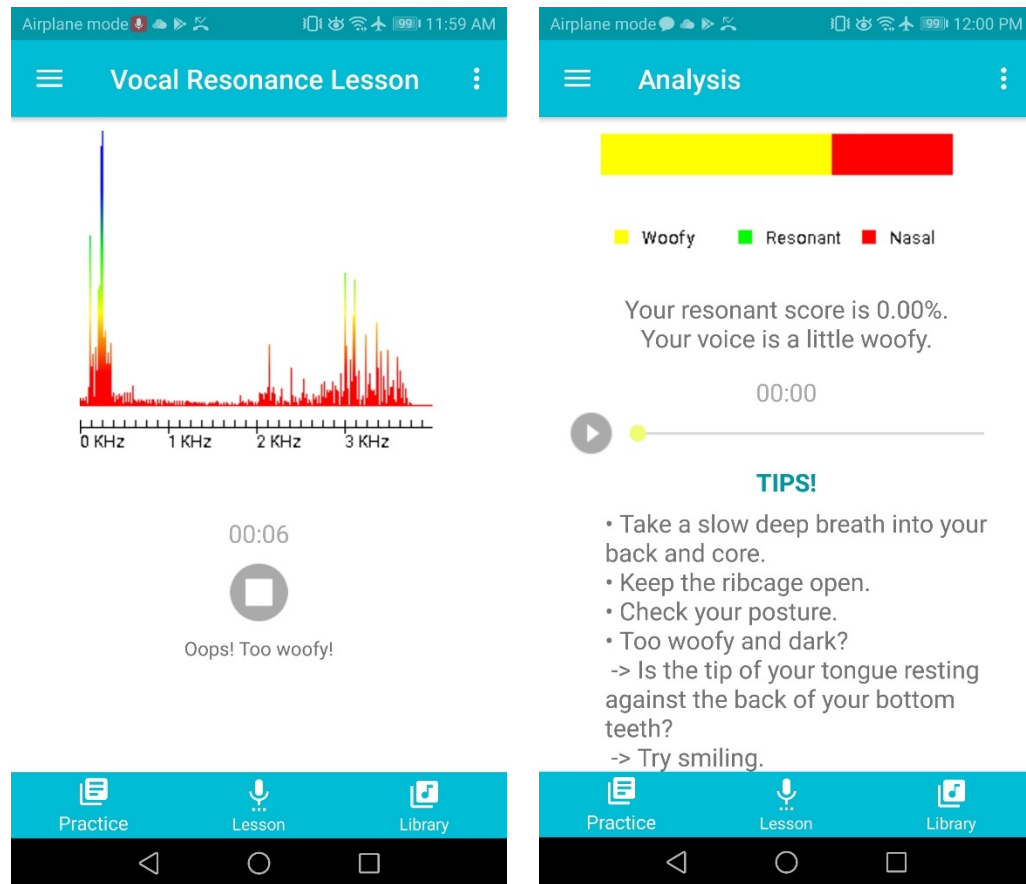 Airplane mode 99 11:59 AM
Vocal Resonance Lesson
0 KHz 1 KHz 2 KHz 3 KHz
00:06
Oops! Too woofy!
Practice Lesson Library
Airplane mode 99 12:00 PM
Analysis
Woofy Resonant Nasal
Your resonant score is 0.00%.
Your voice is a little woofy.
00:00
TIPS!
• Take a slow deep breath into your
back and core.
• Keep the ribcage open.
• Check your posture.
• Too woofy and dark?
-> Is the tip of your tongue resting
against the back of your bottom
teeth?
-> Try smiling.
Practice Lesson Library